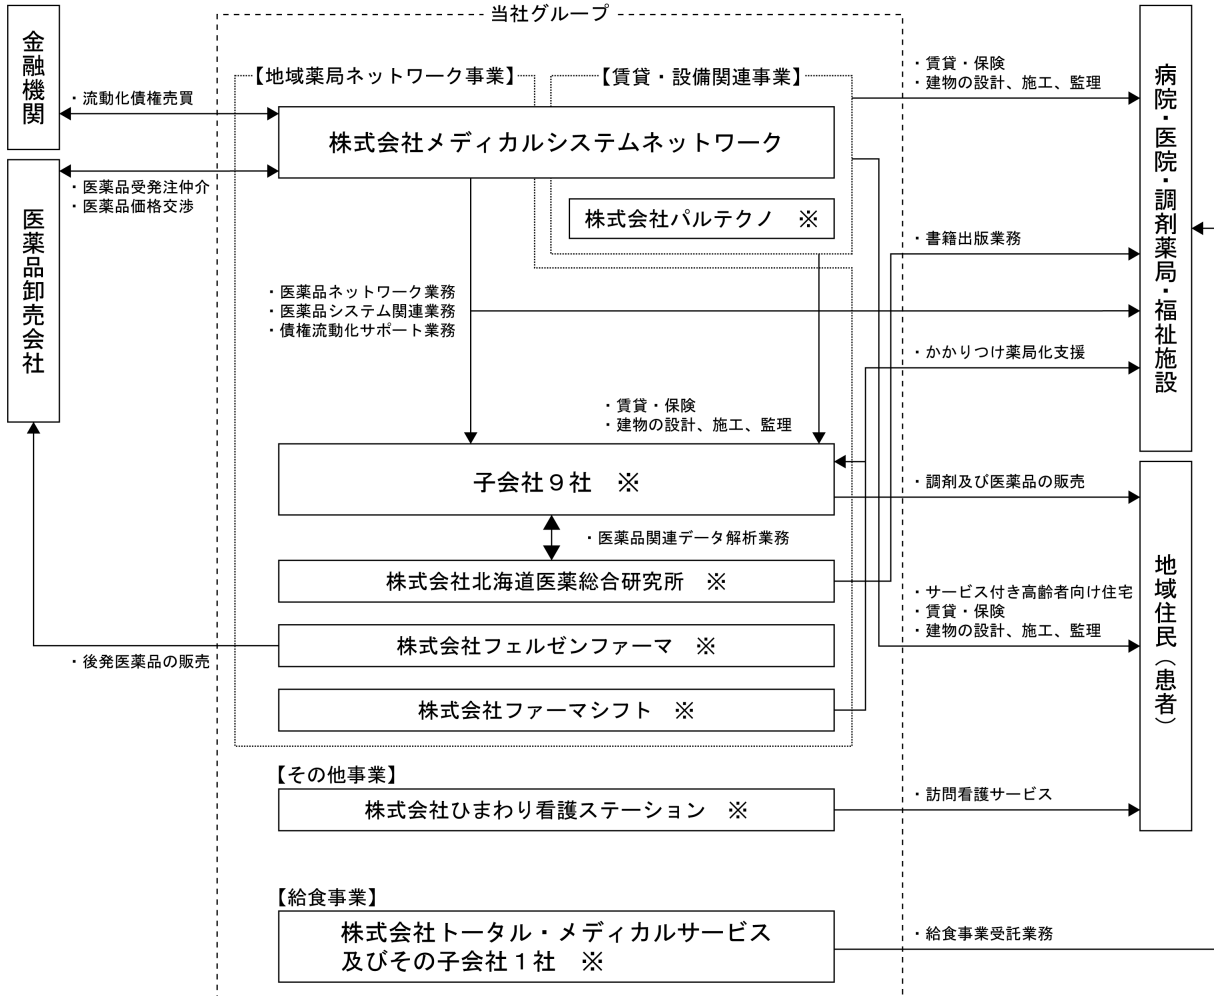 当社グループ
金融機関
・流動化債権売買
医薬品卸売会社
・医薬品受発注仲介
・医薬品価格交渉
【地域薬局ネットワーク事業】
【賃貸・設備関連事業】
株式会社メディカルシステムネットワーク
株式会社パルテクノ　※
・賃貸・保険
・建物の設計、施工、監理
病院・医院・調剤薬局・福祉施設
・書籍出版業務
・医薬品ネットワーク業務
・医薬品システム関連業務
・債権流動化サポート業務
・かかりつけ薬局化支援
・賃貸・保険
・建物の設計、施工、監理
子会社９社　※
・調剤及び医薬品の販売
・医薬品関連データ解析業務
株式会社北海道医薬総合研究所　※
・サービス付き高齢者向け住宅
・賃貸・保険
・建物の設計、施工、監理
地域住民（患者）
株式会社フェルゼンファーマ　※
・後発医薬品の販売
株式会社ファーマシフト　※
【その他事業】
株式会社ひまわり看護ステーション　※
・訪問看護サービス
【給食事業】
株式会社トータル・メディカルサービス
及びその子会社１社　※
・給食事業受託業務